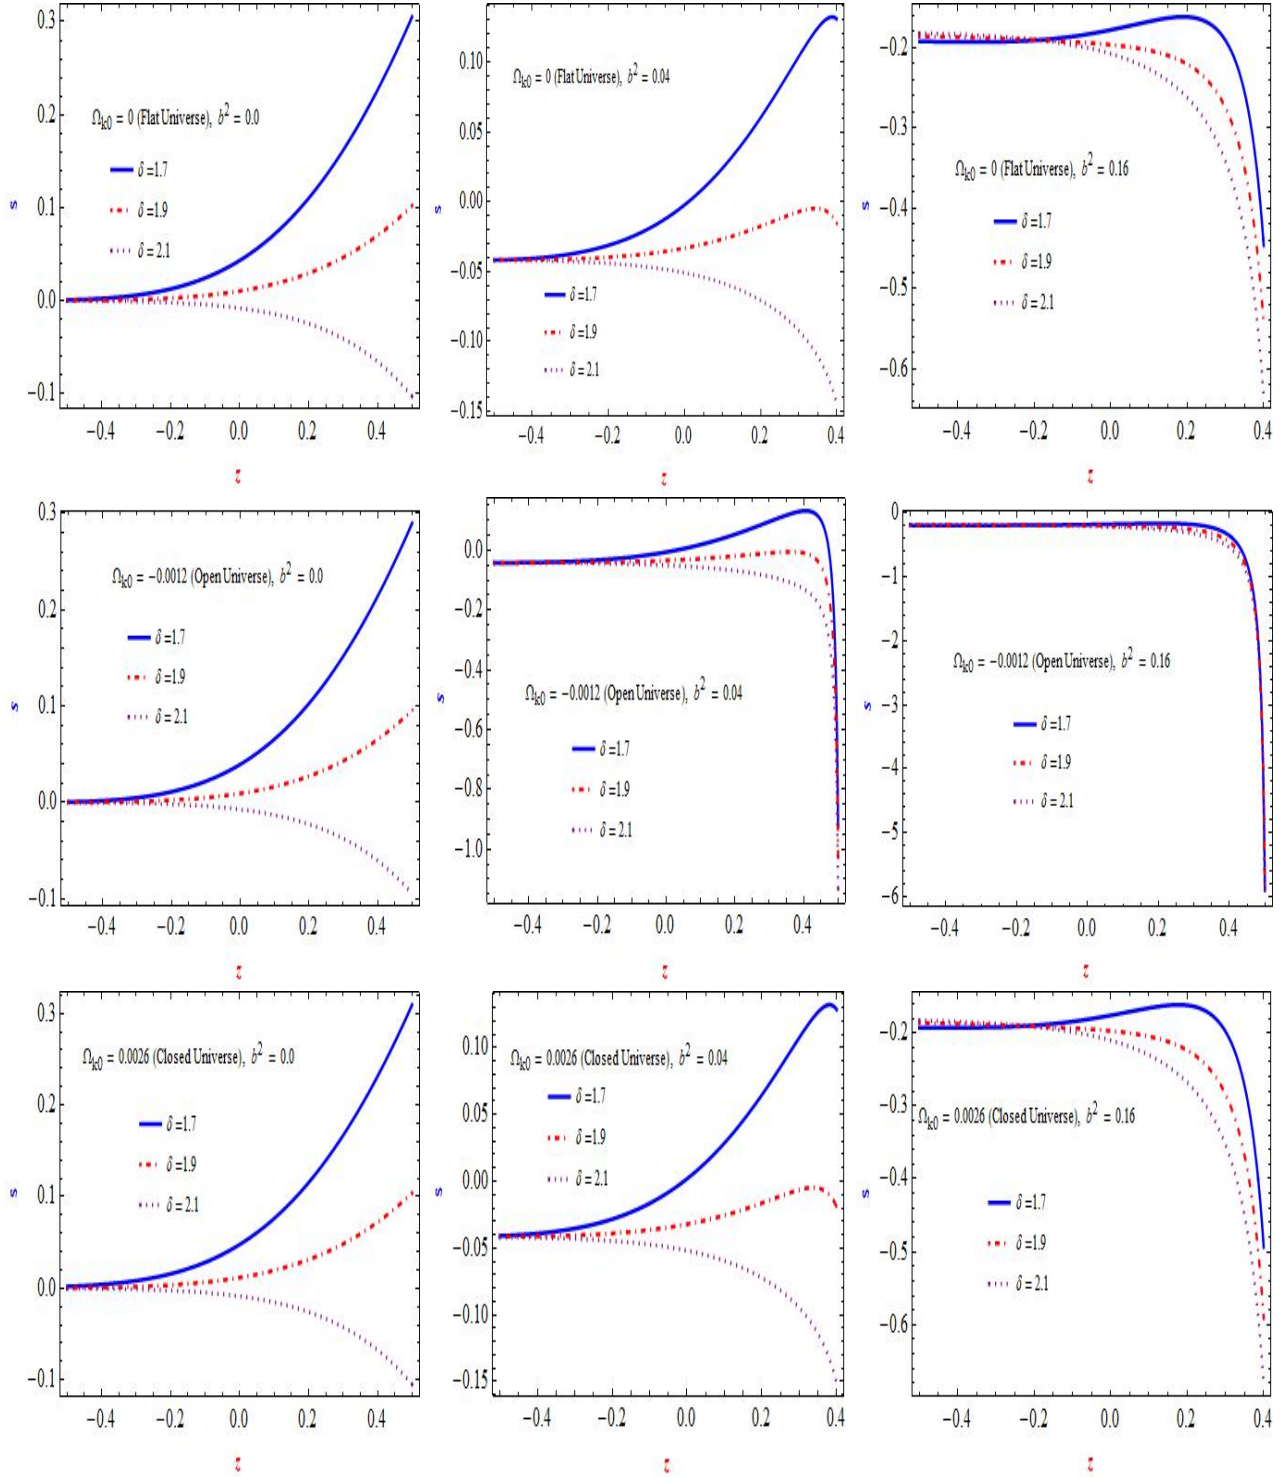 0.3
0.2
0.1
0.0
−0.1
s
Ω_k0 = 0 (Flat Universe), b² = 0.0
δ =1.7
δ =1.9
δ = 2.1
−0.4 −0.2 0.0 0.2 0.4
z
0.10
0.05
0.00
−0.05
−0.10
−0.15
s
Ω_k0 = 0 (Flat Universe), b² = 0.04
δ =1.7
δ =1.9
δ = 2.1
−0.4 −0.2 0.0 0.2 0.4
z
−0.2
−0.3
−0.4
−0.5
−0.6
s
Ω_k0 = 0 (Flat Universe), b² = 0.16
δ =1.7
δ =1.9
δ = 2.1
−0.4 −0.2 0.0 0.2 0.4
z
0.3
0.2
0.1
0.0
−0.1
s
Ω_k0 = −0.0012 (Open Universe), b² = 0.0
δ =1.7
δ =1.9
δ = 2.1
−0.4 −0.2 0.0 0.2 0.4
z
0.0
−0.2
−0.4
−0.6
−0.8
−1.0
s
Ω_k0 = −0.0012 (Open Universe), b² = 0.04
δ =1.7
δ =1.9
δ = 2.1
−0.4 −0.2 0.0 0.2 0.4
z
0
−1
−2
−3
−4
−5
−6
s
Ω_k0 = −0.0012 (Open Universe), b² = 0.16
δ =1.7
δ =1.9
δ = 2.1
−0.4 −0.2 0.0 0.2 0.4
z
0.3
0.2
0.1
0.0
−0.1
s
Ω_k0 = 0.0026 (Closed Universe), b² = 0.0
δ =1.7
δ =1.9
δ = 2.1
−0.4 −0.2 0.0 0.2 0.4
z
0.10
0.05
0.00
−0.05
−0.10
−0.15
s
Ω_k0 = 0.0026 (Closed Universe), b² = 0.04
δ =1.7
δ =1.9
δ = 2.1
−0.4 −0.2 0.0 0.2 0.4
z
−0.2
−0.3
−0.4
−0.5
−0.6
s
Ω_k0 = 0.0026 (Closed Universe), b² = 0.16
δ =1.7
δ =1.9
δ = 2.1
−0.4 −0.2 0.0 0.2 0.4
z